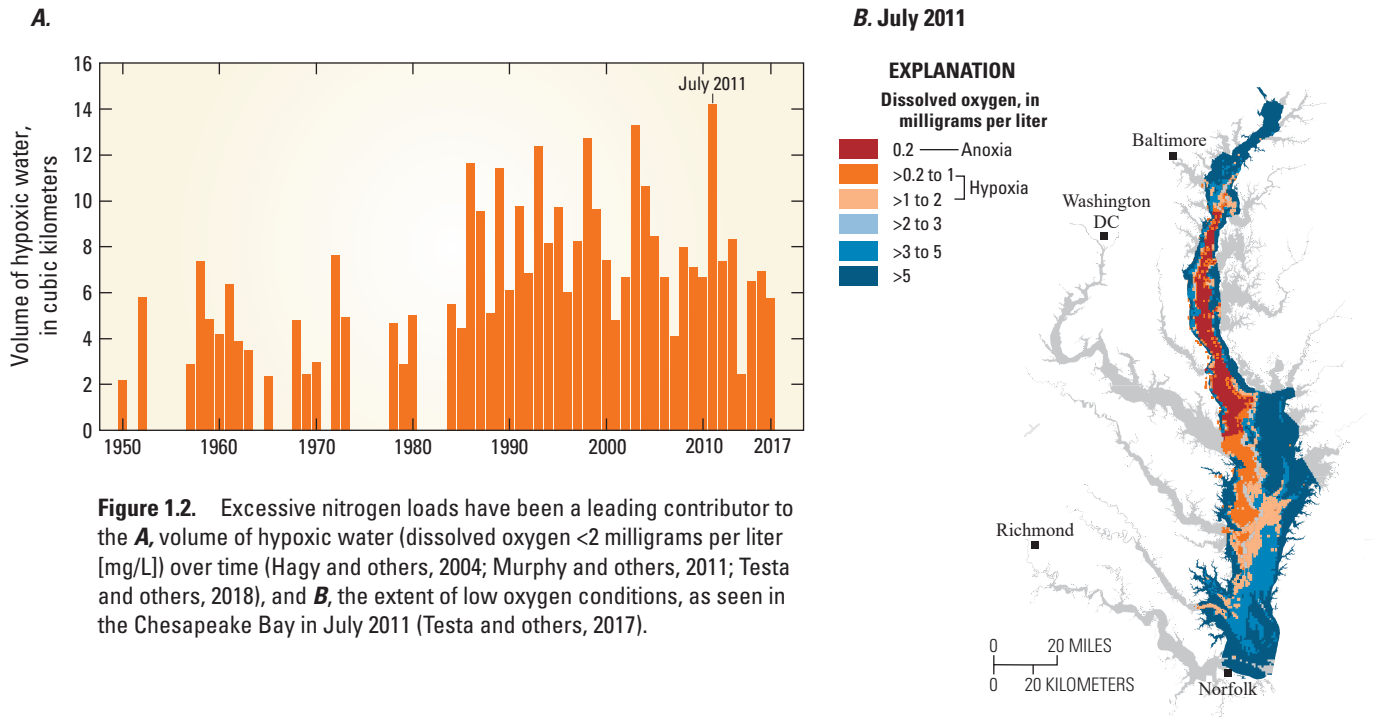 A.
Volume of hypoxic water,
in cubic kilometers
16
14
12
10
8
6
4
2
0
July 2011
1950 1960 1970 1980 1990 2000 2010 2017
Figure 1.2. Excessive nitrogen loads have been a leading contributor to
the A, volume of hypoxic water (dissolved oxygen <2 milligrams per liter
[mg/L]) over time (Hagy and others, 2004; Murphy and others, 2011; Testa
and others, 2018), and B, the extent of low oxygen conditions, as seen in
the Chesapeake Bay in July 2011 (Testa and others, 2017).
B. July 2011
EXPLANATION
Dissolved oxygen, in
milligrams per liter
0.2 Anoxia
>0.2 to 1
Hypoxia
>1 to 2
>2 to 3
>3 to 5
>5
Baltimore
Washington
DC
Richmond
Norfolk
0 20 MILES
0 20 KILOMETERS